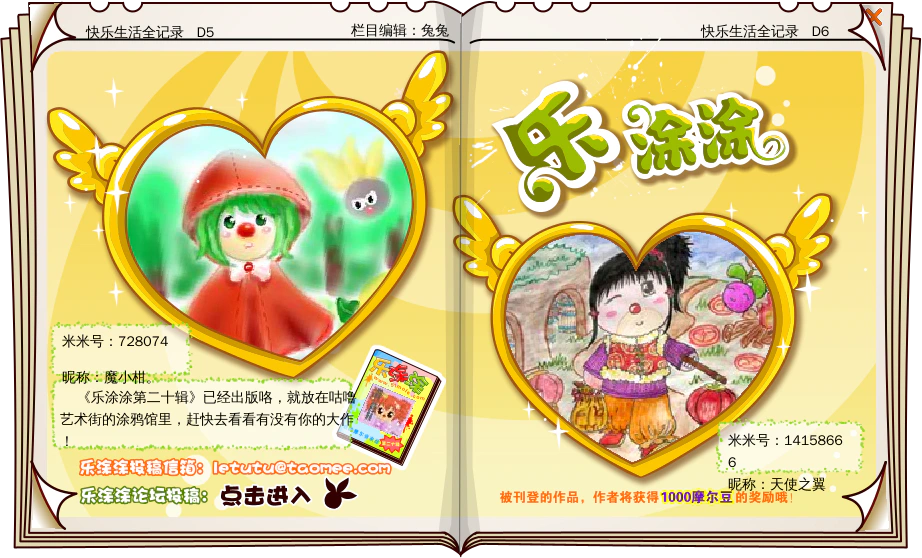 快乐生活全记录 D5
栏目编辑：兔兔
米米号：728074
昵称：魔小柑。
《乐涂涂第二十辑》已经出版咯，就放在咕噜
艺术街的涂鸦馆里，赶快去看看有没有你的大作
！
乐涂涂
乐涂涂投稿信箱：letutu@taomee.com
乐涂涂论坛投稿：点击进入
快乐生活全记录 D6
乐涂涂
米米号：1415866
6
昵称：天使之翼
被刊登的作品，作者将获得1000摩尔豆的奖励哦！